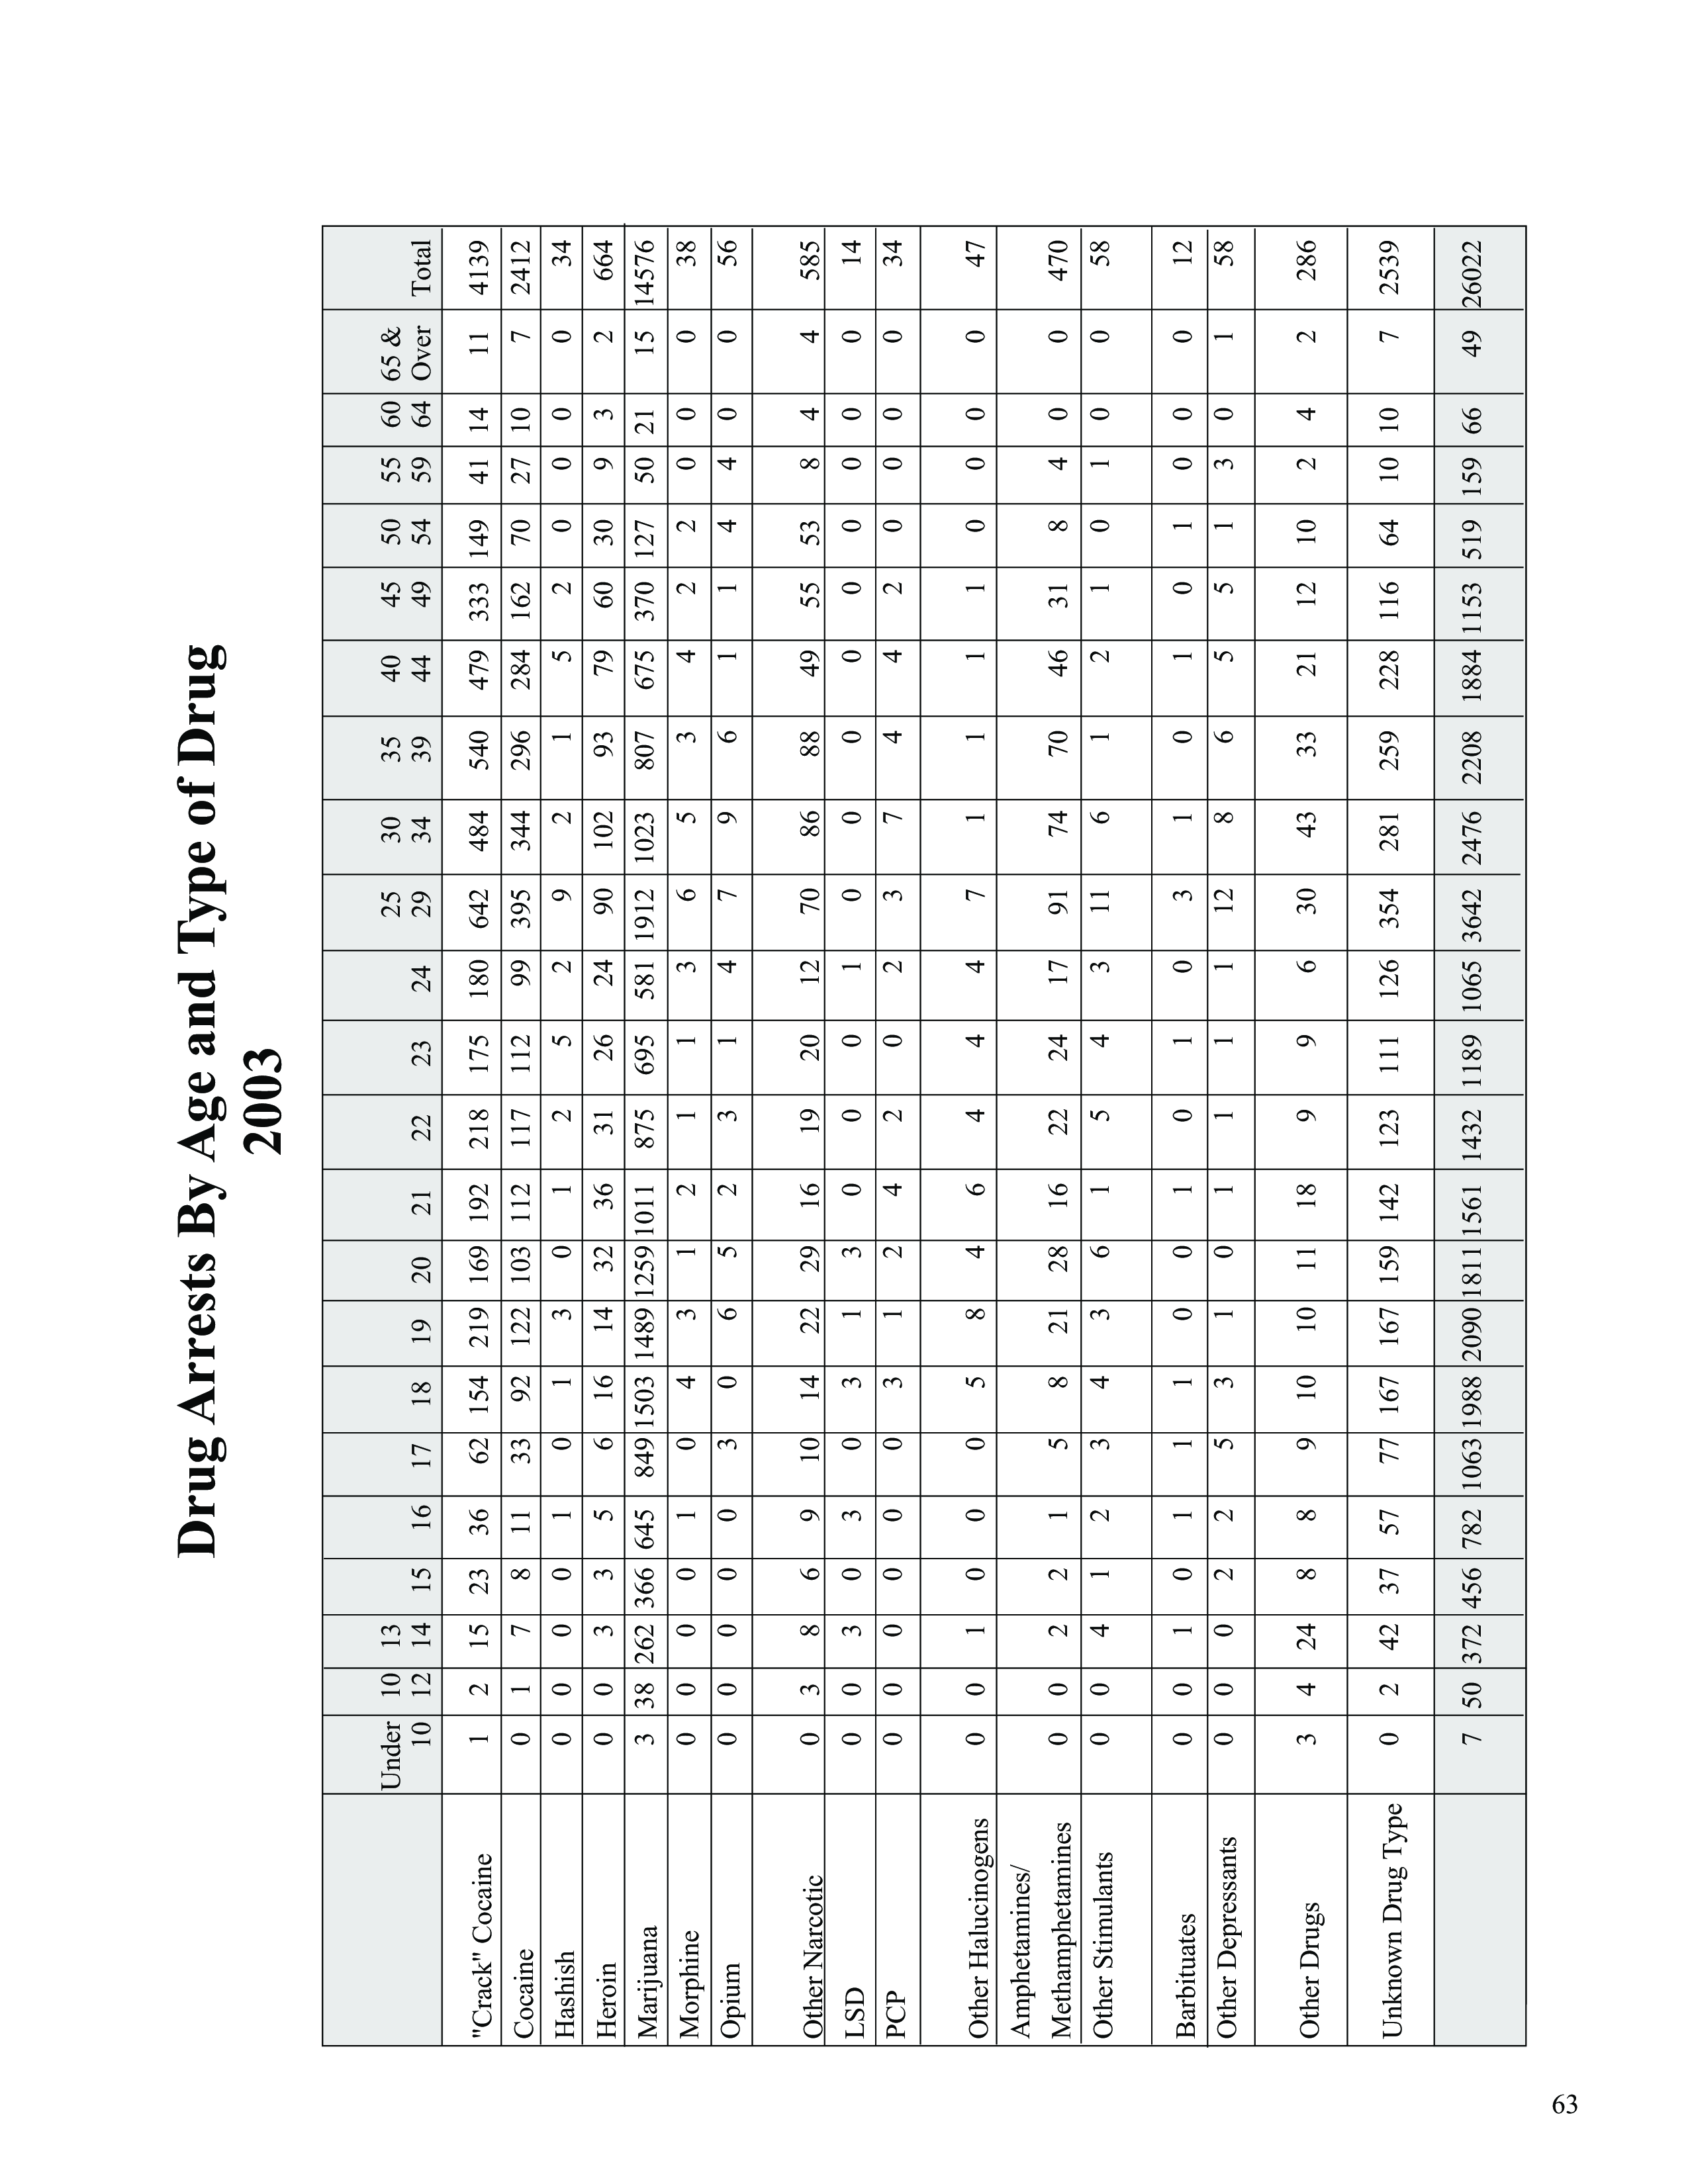 Drug Arrests By Age and Type of Drug
2003
Under 10 13 25 30 35 40 45 50 55 60 65 &
10 12 14 15 16 17 18 19 20 21 22 23 24 29 34 39 44 49 54 59 64 Over Total
"Crack" Cocaine 1 2 15 23 36 62 154 219 169 192 218 175 180 642 484 540 479 333 149 41 14 11 4139
Cocaine 0 1 7 8 11 33 92 122 103 112 117 112 99 395 344 296 284 162 70 27 10 7 2412
Hashish 0 0 0 0 1 0 1 3 0 1 2 5 2 9 2 1 5 2 0 0 0 0 34
Heroin 0 0 3 3 5 6 16 14 32 36 31 26 24 90 102 93 79 60 30 9 3 2 664
Marijuana 3 38 262 366 645 849 1503 1489 1259 1011 875 695 581 1912 1023 807 675 370 127 50 21 15 14576
Morphine 0 0 0 0 1 0 4 3 1 2 1 1 3 6 5 3 4 2 2 0 0 0 38
Opium 0 0 0 0 0 3 0 6 5 2 3 1 4 7 9 6 1 1 4 4 0 0 56
Other Narcotic 0 3 8 6 9 10 14 22 29 16 19 20 12 70 86 88 49 55 53 8 4 4 585
LSD 0 0 3 0 3 0 3 1 3 0 0 0 1 0 0 0 0 0 0 0 0 0 14
PCP 0 0 0 0 0 0 3 1 2 4 2 0 2 3 7 4 4 2 0 0 0 0 34
Other Halucinogens 0 0 1 0 0 0 5 8 4 6 4 4 4 7 1 1 1 1 0 0 0 0 47
Amphetamines/
Methamphetamines 0 0 2 2 1 5 8 21 28 16 22 24 17 91 74 70 46 31 8 4 0 0 470
Other Stimulants 0 0 4 1 2 3 4 3 6 1 5 4 3 11 6 1 2 1 0 1 0 0 58
Barbituates 0 0 1 0 1 1 1 0 0 1 0 1 0 3 1 0 1 0 1 0 0 0 12
Other Depressants 0 0 0 2 2 5 3 1 0 1 1 1 1 12 8 6 5 5 1 3 0 1 58
Other Drugs 3 4 24 8 8 9 10 10 11 18 9 9 6 30 43 33 21 12 10 2 4 2 286
Unknown Drug Type 0 2 42 37 57 77 167 167 159 142 123 111 126 354 281 259 228 116 64 10 10 7 2539
7 50 372 456 782 1063 1988 2090 1811 1561 1432 1189 1065 3642 2476 2208 1884 1153 519 159 66 49 26022
63